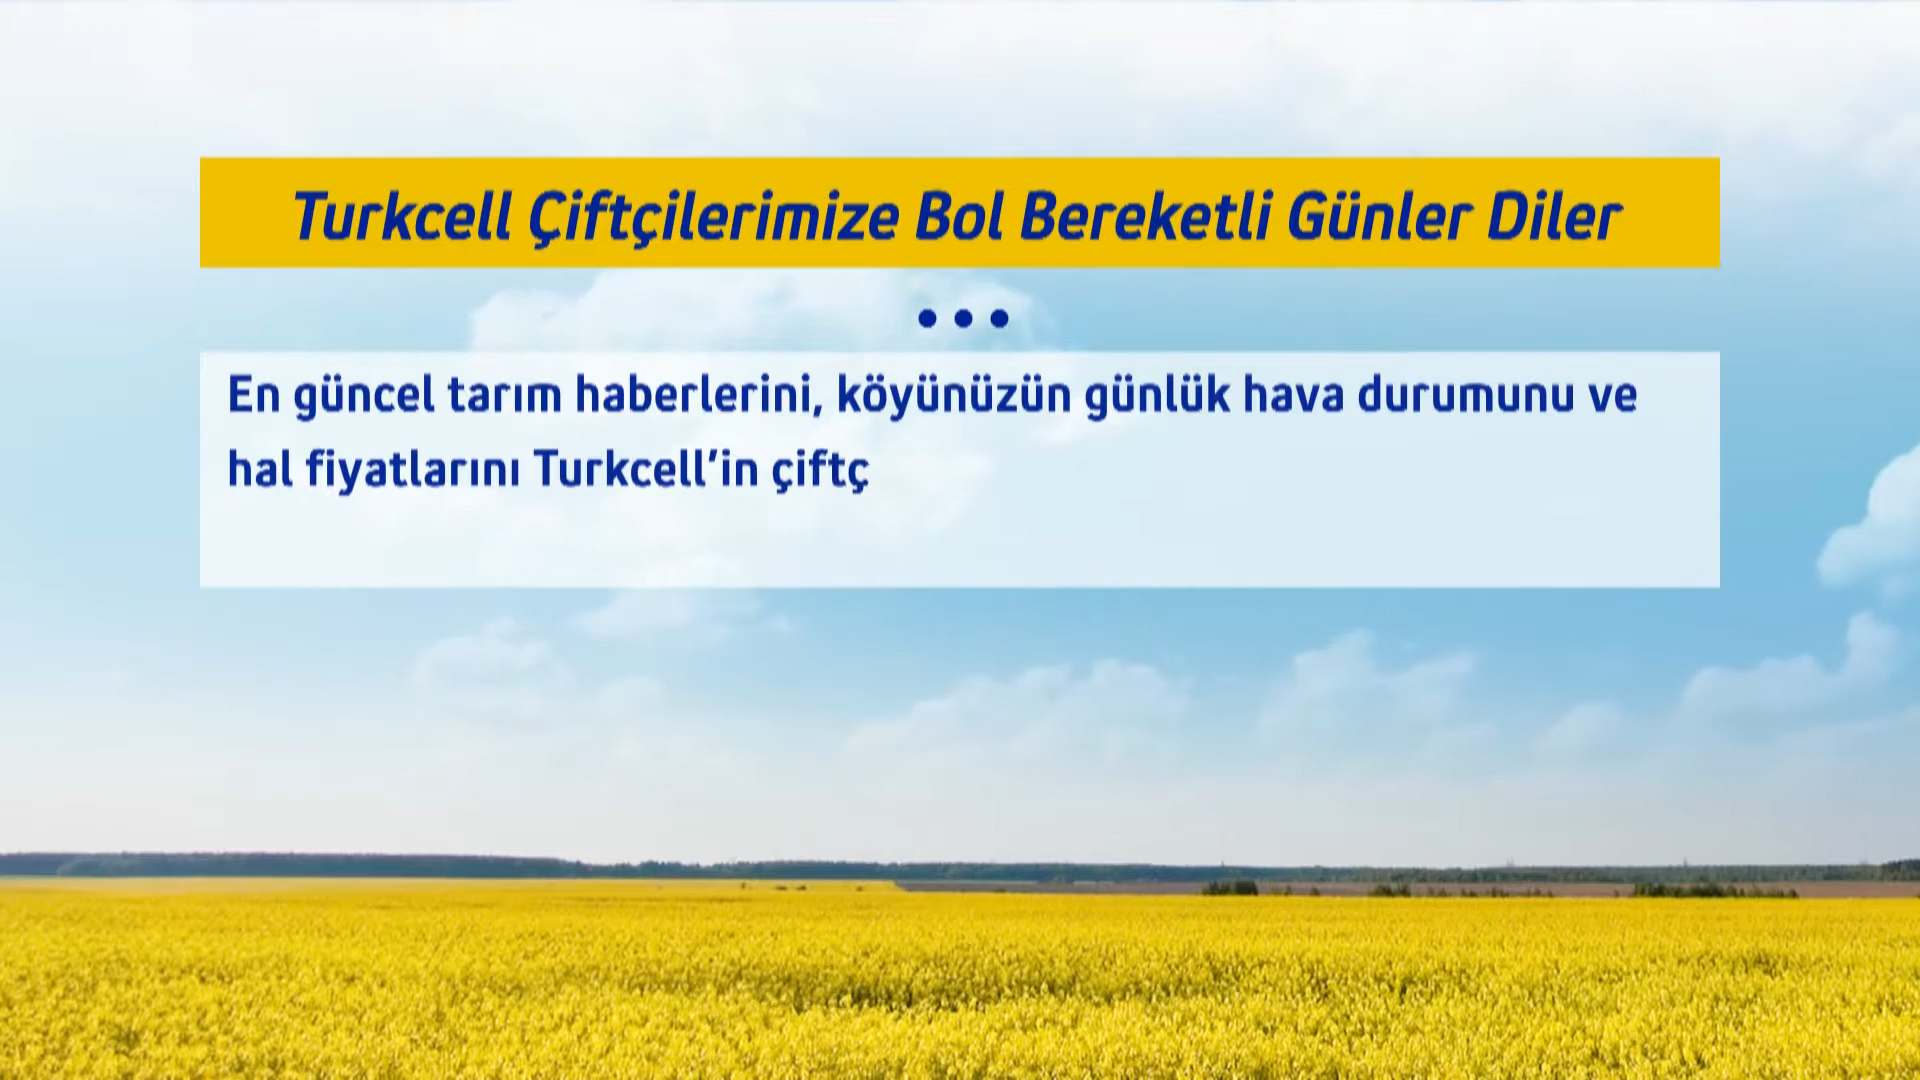 Turkcell Çiftçilerimize Bol Bereketli Günler Diler
En güncel tarım haberlerini, köyünüzün günlük hava durumunu ve
hal fiyatlarını Turkcell’in çiftç